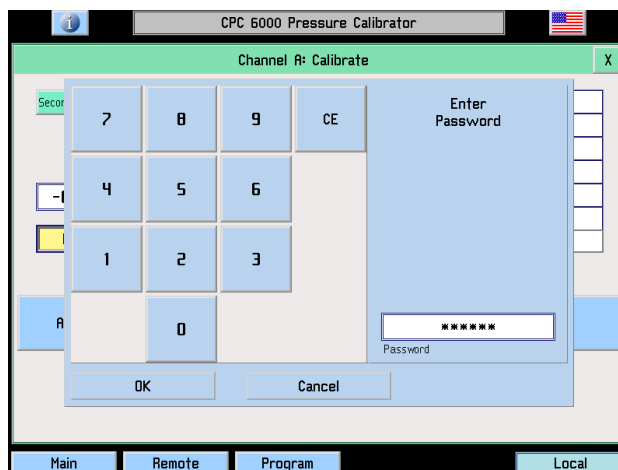 CPC 6000 Pressure Calibrator
Channel A: Calibrate X
Secon
7 8 9 CE
Enter
Password
4 5 6
1 2 3
0
A
******
Password
OK Cancel
Main Remote Program Local